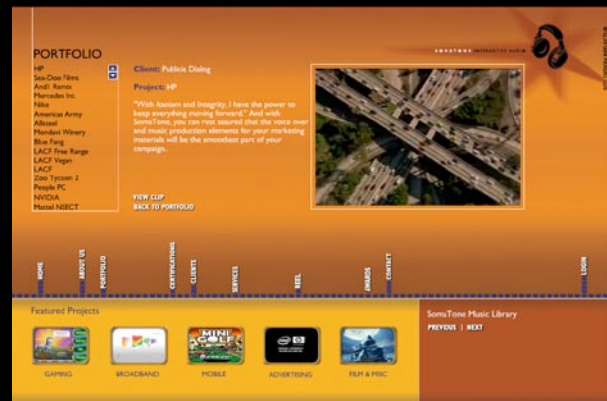 SOMATONE INTERACTIVE AUDIO
PORTFOLIO
HP
Sea-Doo Films
And1 Remix
Mercedes Inc.
Nike
Americas Army
Allsteel
Mondavi Winery
Blue Fang
LACF Free Range
LACF Vegan
LACF
Zoo Tycoon 2
People PC
NVIDIA
Mattel NSECT
Client: Publicis Dialog
Project: HP
"With Itanium and Integrity, I have the power to
keep everything moving forward." And with
SomaTone, you can rest assured that the voice over
and music production elements for your marketing
materials will be the smoothest part of your
campaign.
VIEW CLIP
BACK TO PORTFOLIO
HOME
ABOUT US
PORTFOLIO
CERTIFICATIONS
CLIENTS
SERVICES
REEL
AWARDS
CONTACT
LOGIN
Featured Projects
MINI
GOLF
GAMING
BROADBAND
MOBILE
ADVERTISING
FILM & MISC
SomaTone Music Library
PREVIOUS | NEXT